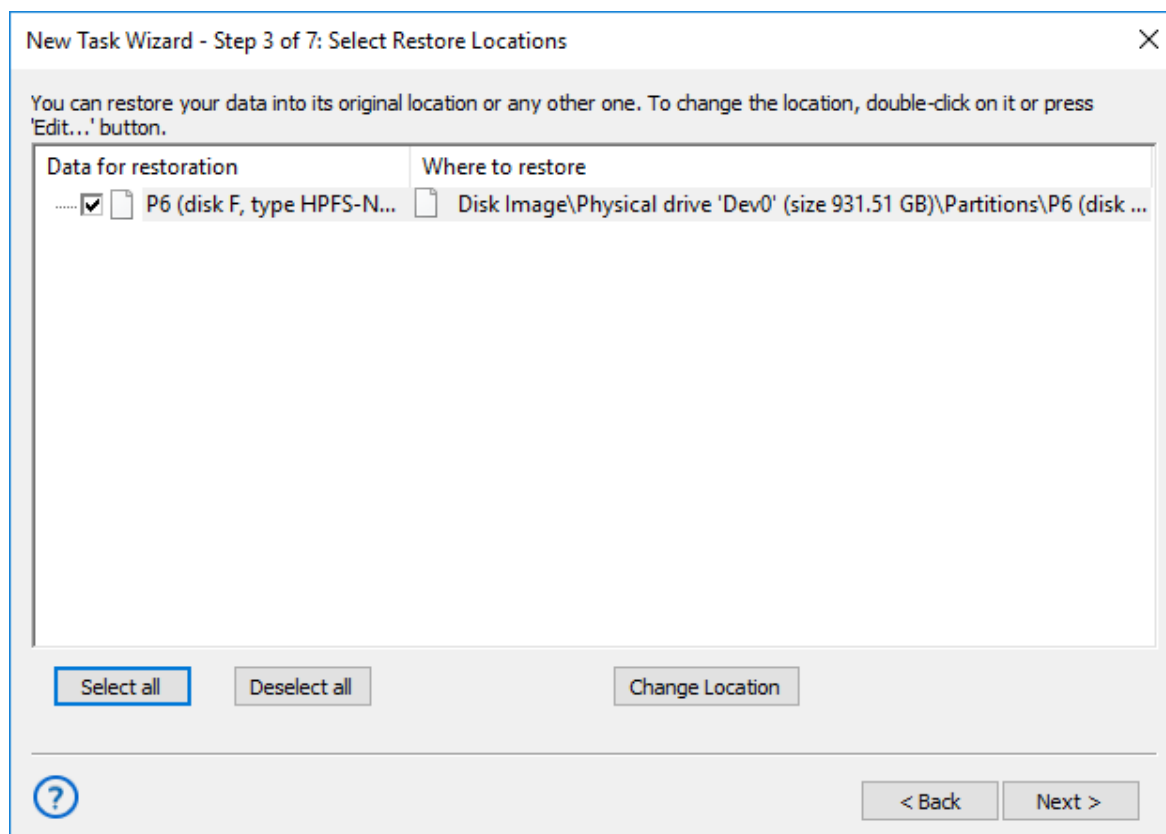 New Task Wizard - Step 3 of 7: Select Restore Locations
You can restore your data into its original location or any other one. To change the location, double-click on it or press
'Edit...' button.
Data for restoration Where to restore
P6 (disk F, type HPFS-N... Disk Image\Physical drive 'Dev0' (size 931.51 GB)\Partitions\P6 (disk ...
Select all Deselect all Change Location
? < Back Next >